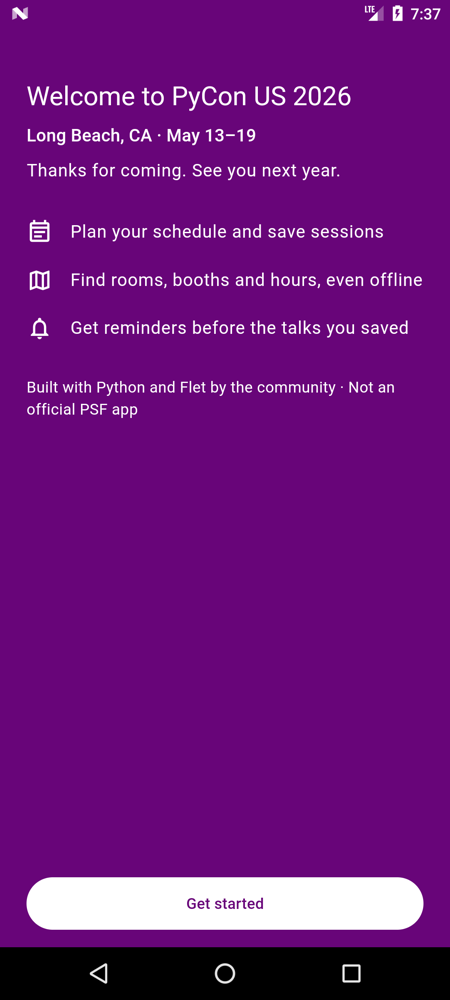 LTE 7:37
Welcome to PyCon US 2026
Long Beach, CA · May 13–19
Thanks for coming. See you next year.
Plan your schedule and save sessions
Find rooms, booths and hours, even offline
Get reminders before the talks you saved
Built with Python and Flet by the community · Not an
official PSF app
Get started